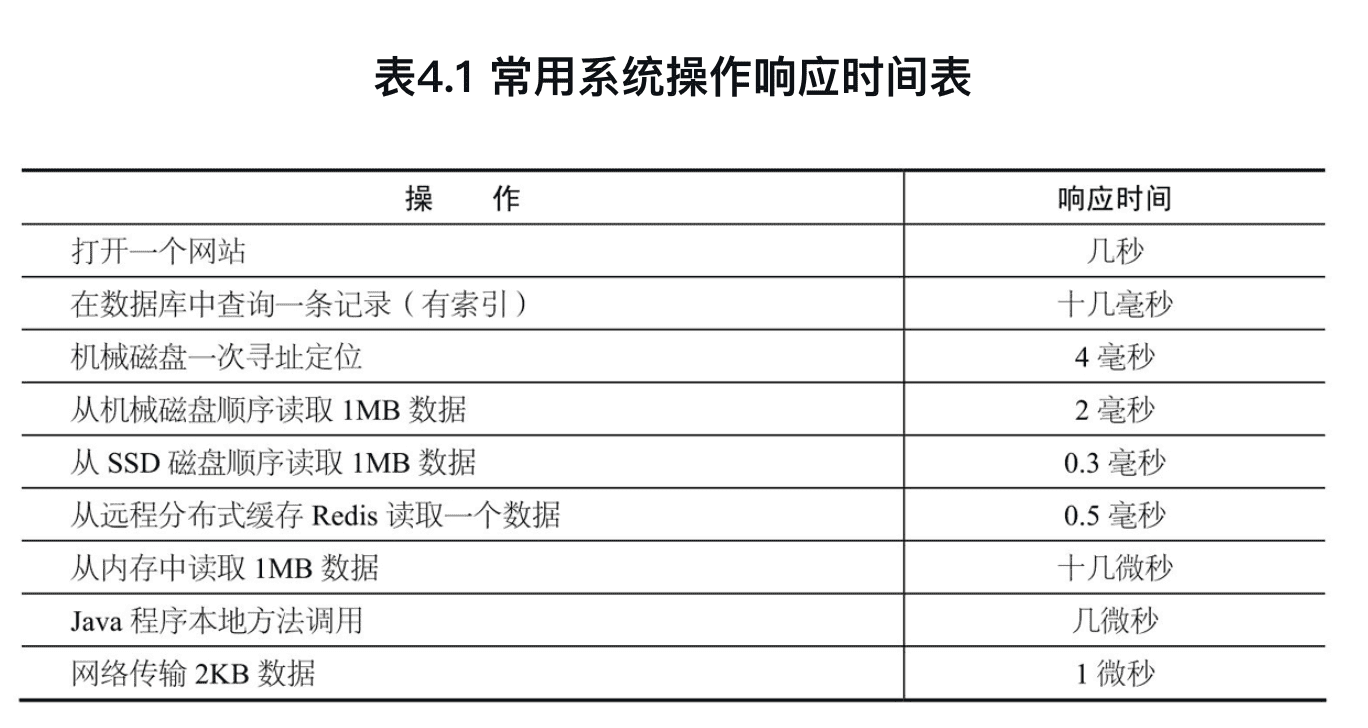 表4.1 常用系统操作响应时间表
操 作 响应时间
打开一个网站 几秒
在数据库中查询一条记录（有索引） 十几毫秒
机械磁盘一次寻址定位 4 毫秒
从机械磁盘顺序读取 1MB 数据 2 毫秒
从 SSD 磁盘顺序读取 1MB 数据 0.3 毫秒
从远程分布式缓存 Redis 读取一个数据 0.5 毫秒
从内存中读取 1MB 数据 十几微秒
Java 程序本地方法调用 几微秒
网络传输 2KB 数据 1 微秒